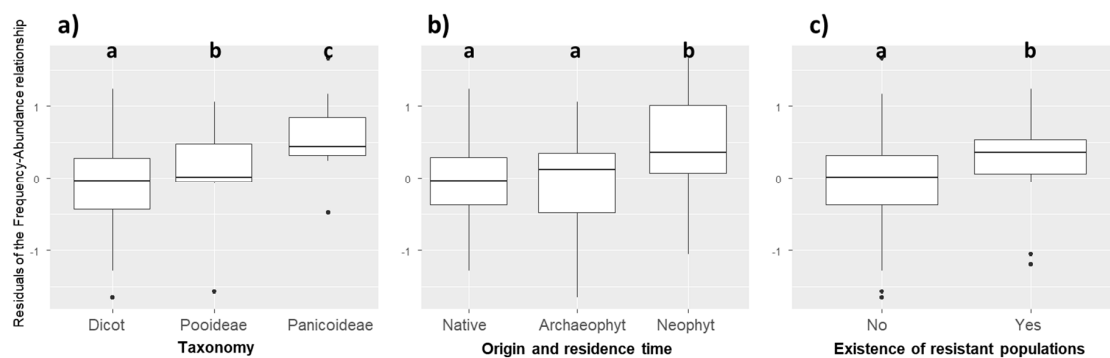 a)
a b c
Residuals of the Frequency-Abundance relationship
1
0
-1
Dicot Pooideae Panicoideae
Taxonomy
b)
a a b
1
0
-1
Native Archaeophyt Neophyt
Origin and residence time
c)
a b
1
0
-1
No Yes
Existence of resistant populations